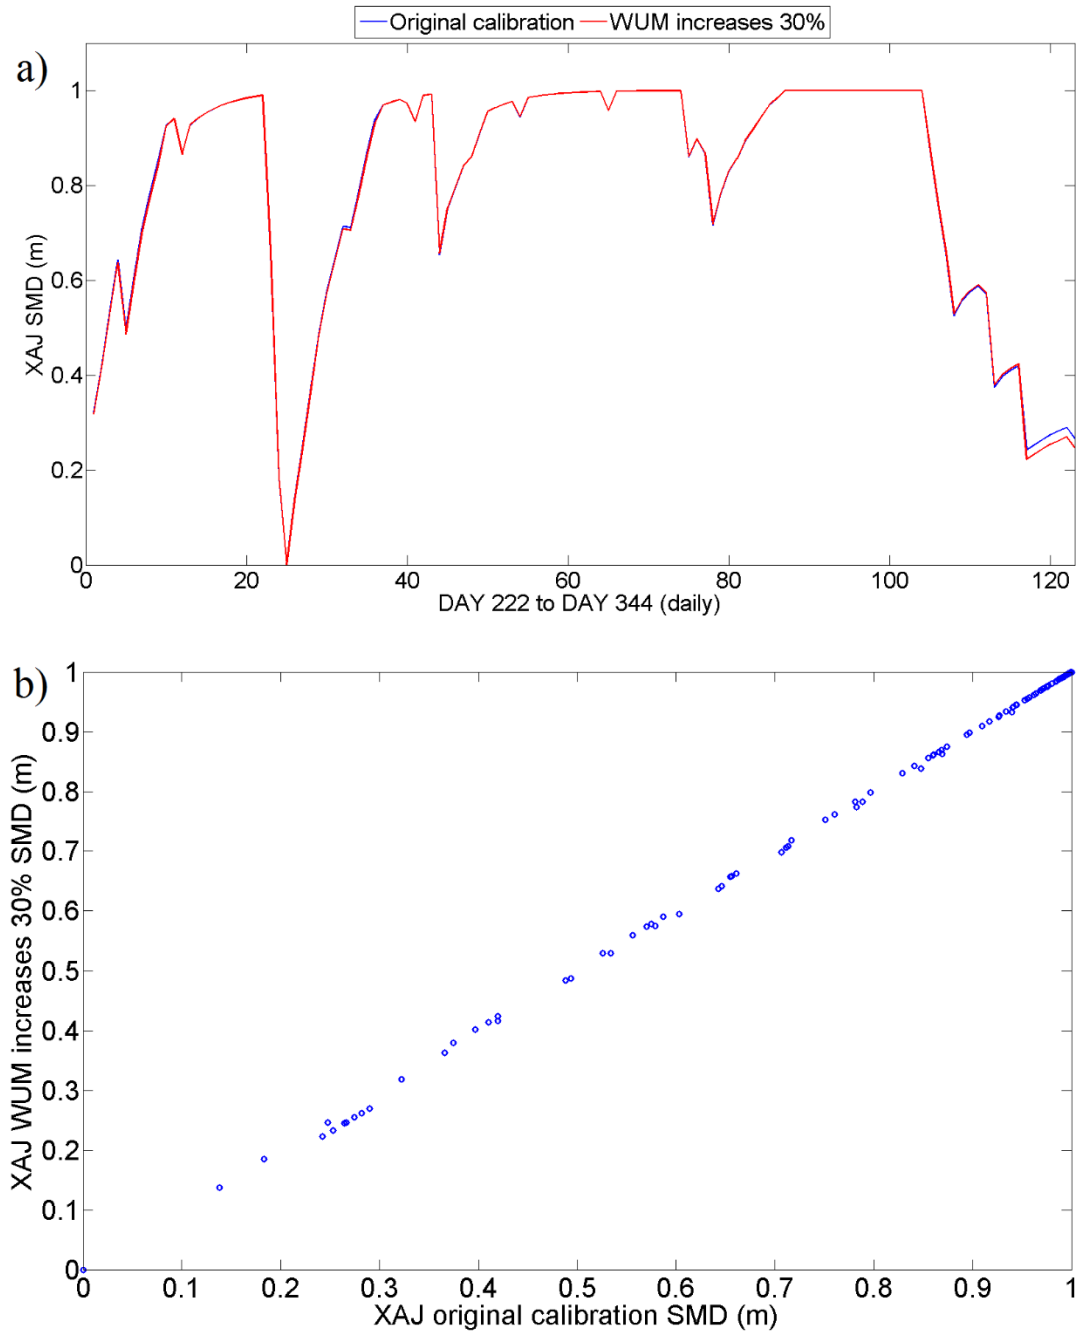 Original calibration WUM increases 30%
a)
1
0.8
0.6
0.4
0.2
0
XAJ SMD (m)
0 20 40 60 80 100 120
DAY 222 to DAY 344 (daily)
b)
1
0.9
0.8
0.7
0.6
0.5
0.4
0.3
0.2
0.1
0
XAJ WUM increases 30% SMD (m)
0 0.1 0.2 0.3 0.4 0.5 0.6 0.7 0.8 0.9 1
XAJ original calibration SMD (m)